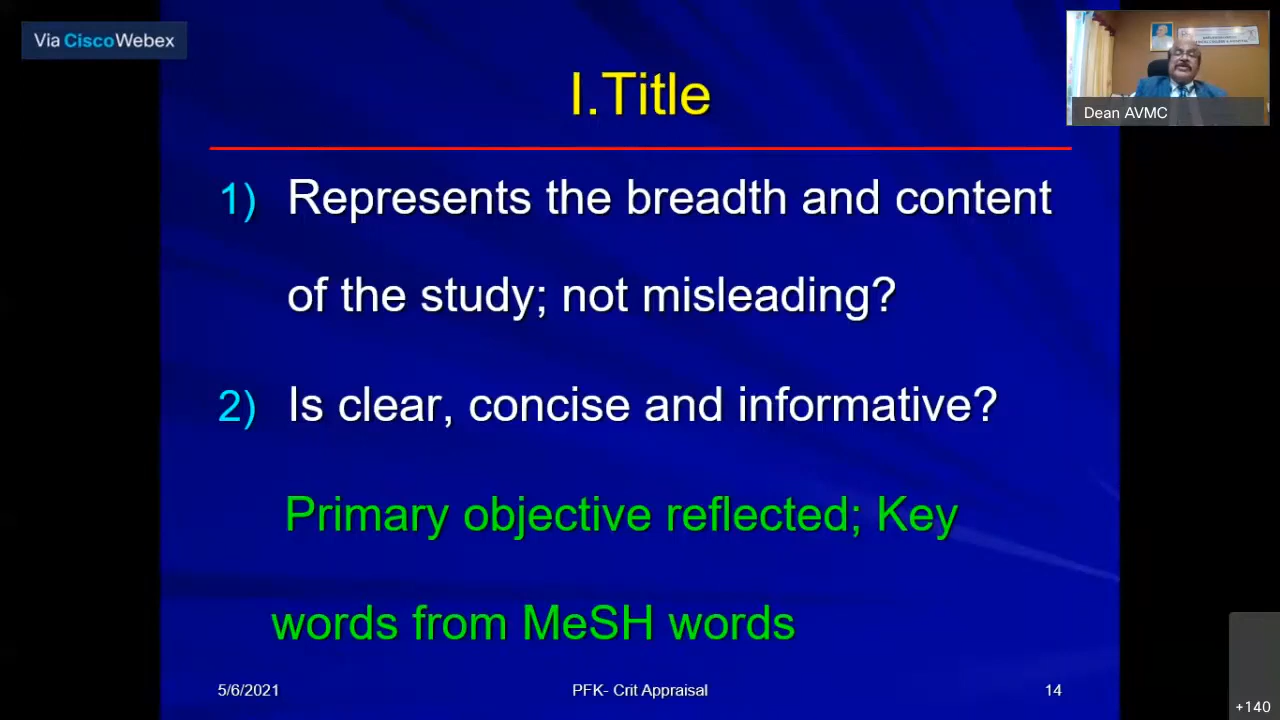 Via CiscoWebex
I.Title
Dean AVMC
1) Represents the breadth and content
of the study; not misleading?
2) Is clear, concise and informative?
Primary objective reflected; Key
words from MeSH words
5/6/2021
PFK- Crit Appraisal
14
+140